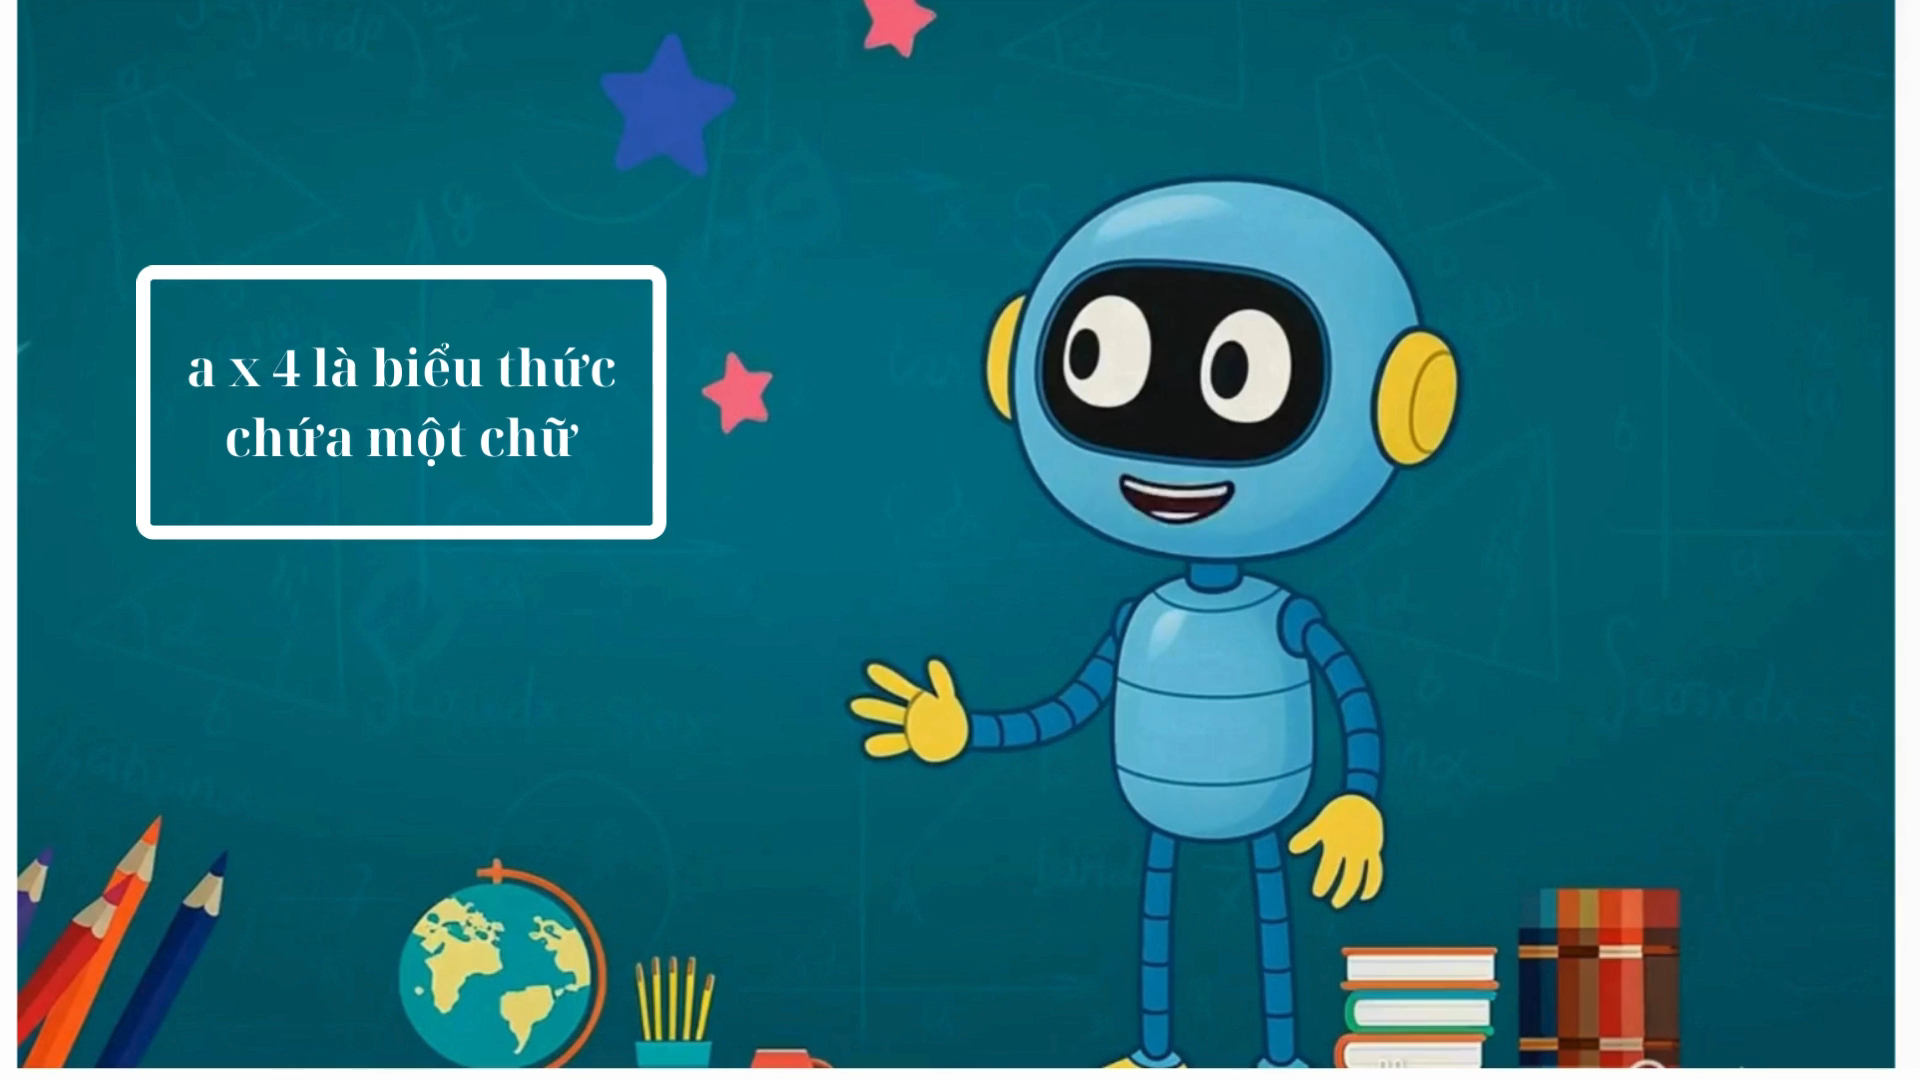 a x 4 là biểu thức
chứa một chữ